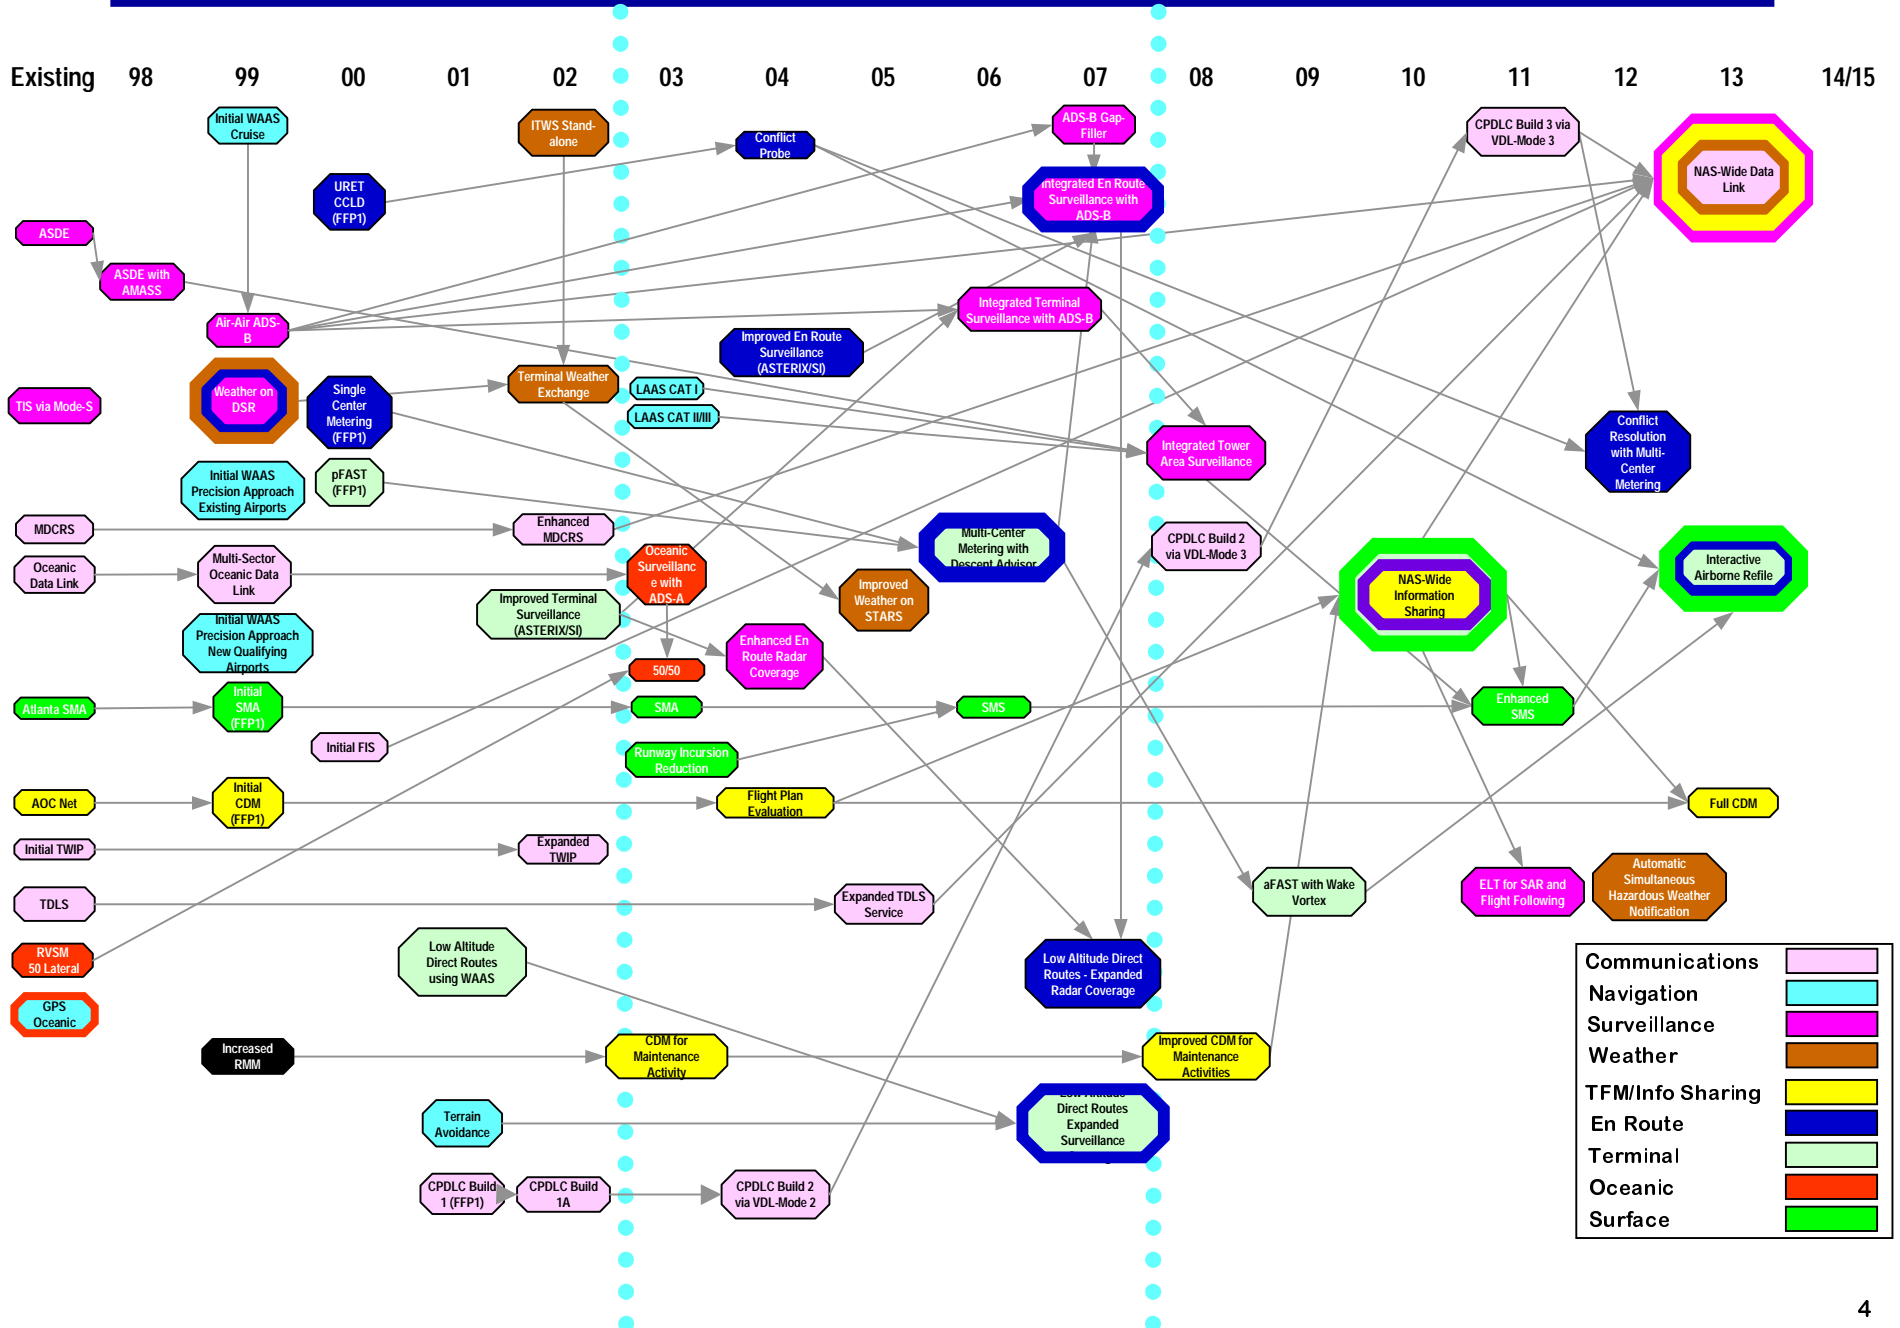 Existing 98 99 00 01 02 03 04 05 06 07 08 09 10 11 12 13 14/15
Initial WAAS
Cruise
ITWS Stand-
alone
Conflict
Probe
ADS-B Gap-
Filler
CPDLC Build 3 via
VDL-Mode 3
NAS-Wide Data
Link
URET
CCLD
(FFP1)
Integrated En Route
Surveillance with
ADS-B
ASDE
ASDE with
AMASS
Air-Air ADS-
B
Integrated Terminal
Surveillance with ADS-B
Improved En Route
Surveillance
(ASTERIX/SI)
TIS via Mode-S
Weather on
DSR
Single
Center
Metering
(FFP1)
Terminal Weather
Exchange
LAAS CAT I
LAAS CAT II/III
Integrated Tower
Area Surveillance
Conflict
Resolution
with Multi-
Center
Metering
Initial WAAS
Precision Approach
Existing Airports
pFAST
(FFP1)
MDCRS
Enhanced
MDCRS
Multi-Center
Metering with
Descent Advisor
CPDLC Build 2
via VDL-Mode 3
Oceanic
Data Link
Multi-Sector
Oceanic Data
Link
Oceanic
Surveillanc
e with
ADS-A
Improved
Weather on
STARS
NAS-Wide
Information
Sharing
Interactive
Airborne Refile
Improved Terminal
Surveillance
(ASTERIX/SI)
Initial WAAS
Precision Approach
New Qualifying
Airports
Enhanced En
Route Radar
Coverage
50/50
Atlanta SMA
Initial
SMA
(FFP1)
SMA
SMS
Enhanced
SMS
Initial FIS
Runway Incursion
Reduction
AOC Net
Initial
CDM
(FFP1)
Flight Plan
Evaluation
Full CDM
Initial TWIP
Expanded
TWIP
TDLS
Expanded TDLS
Service
aFAST with Wake
Vortex
ELT for SAR and
Flight Following
Automatic
Simultaneous
Hazardous Weather
Notification
RVSM
50 Lateral
Low Altitude
Direct Routes
using WAAS
Low Altitude Direct
Routes - Expanded
Radar Coverage
GPS
Oceanic
Increased
RMM
CDM for
Maintenance
Activity
Improved CDM for
Maintenance
Activities
Terrain
Avoidance
Low Altitude
Direct Routes
Expanded
Surveillance
CPDLC Build
1 (FFP1)
CPDLC Build
1A
CPDLC Build 2
via VDL-Mode 2
Communications
Navigation
Surveillance
Weather
TFM/Info Sharing
En Route
Terminal
Oceanic
Surface
4